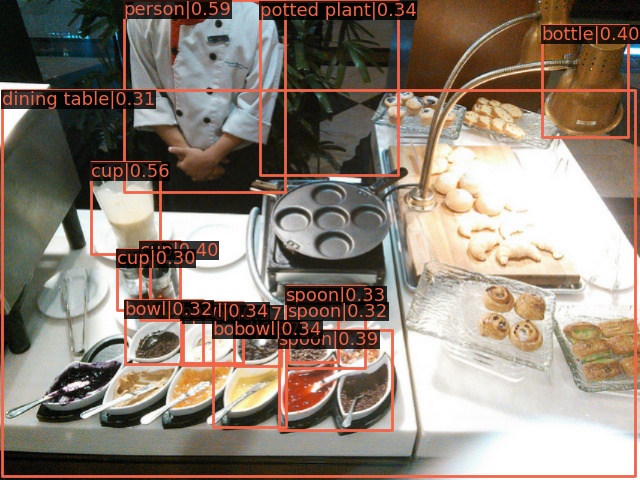 person|0.59
potted plant|0.34
bottle|0.40
dining table|0.31
cup|0.56
cup|0.40
cup|0.30
spoon|0.33
bowl|0.32
l|0.34
spoon|0.32
bowl|0.34
spoon|0.39